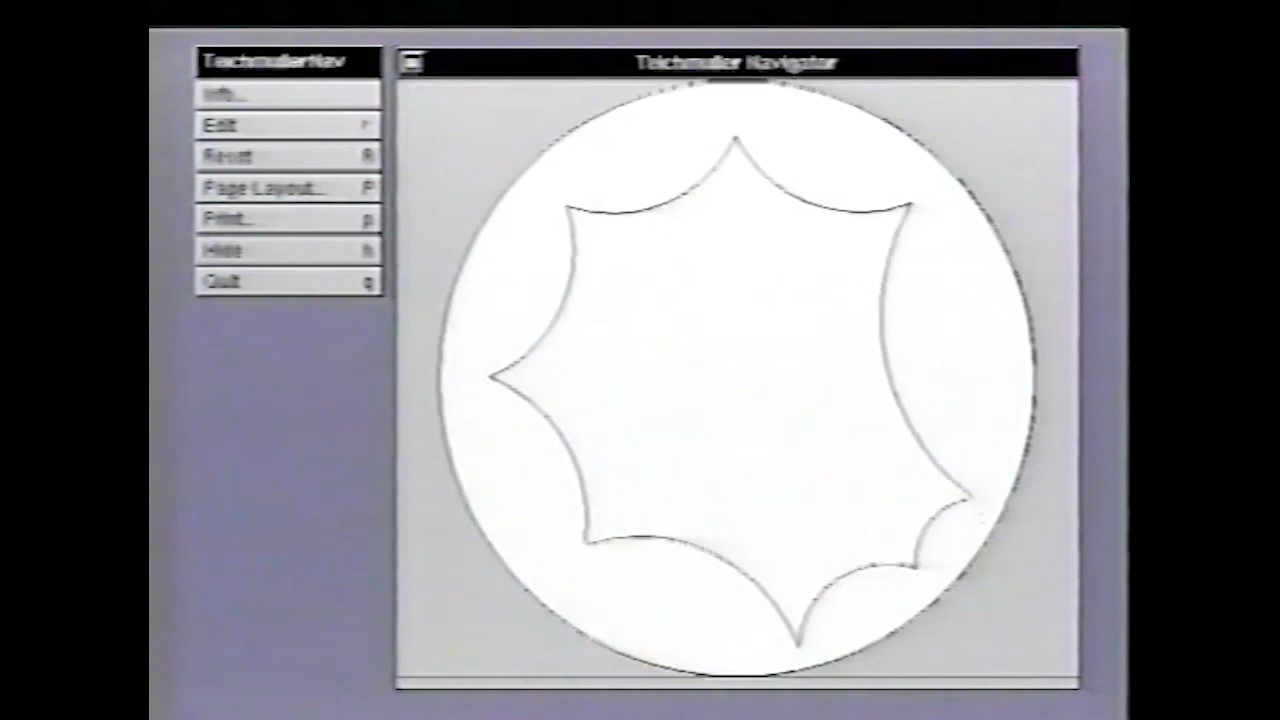 TeichmullerNav
Teichmuller Navigator
Info...
Edit r
Reset R
Page Layout... P
Print... p
Hide h
Quit q